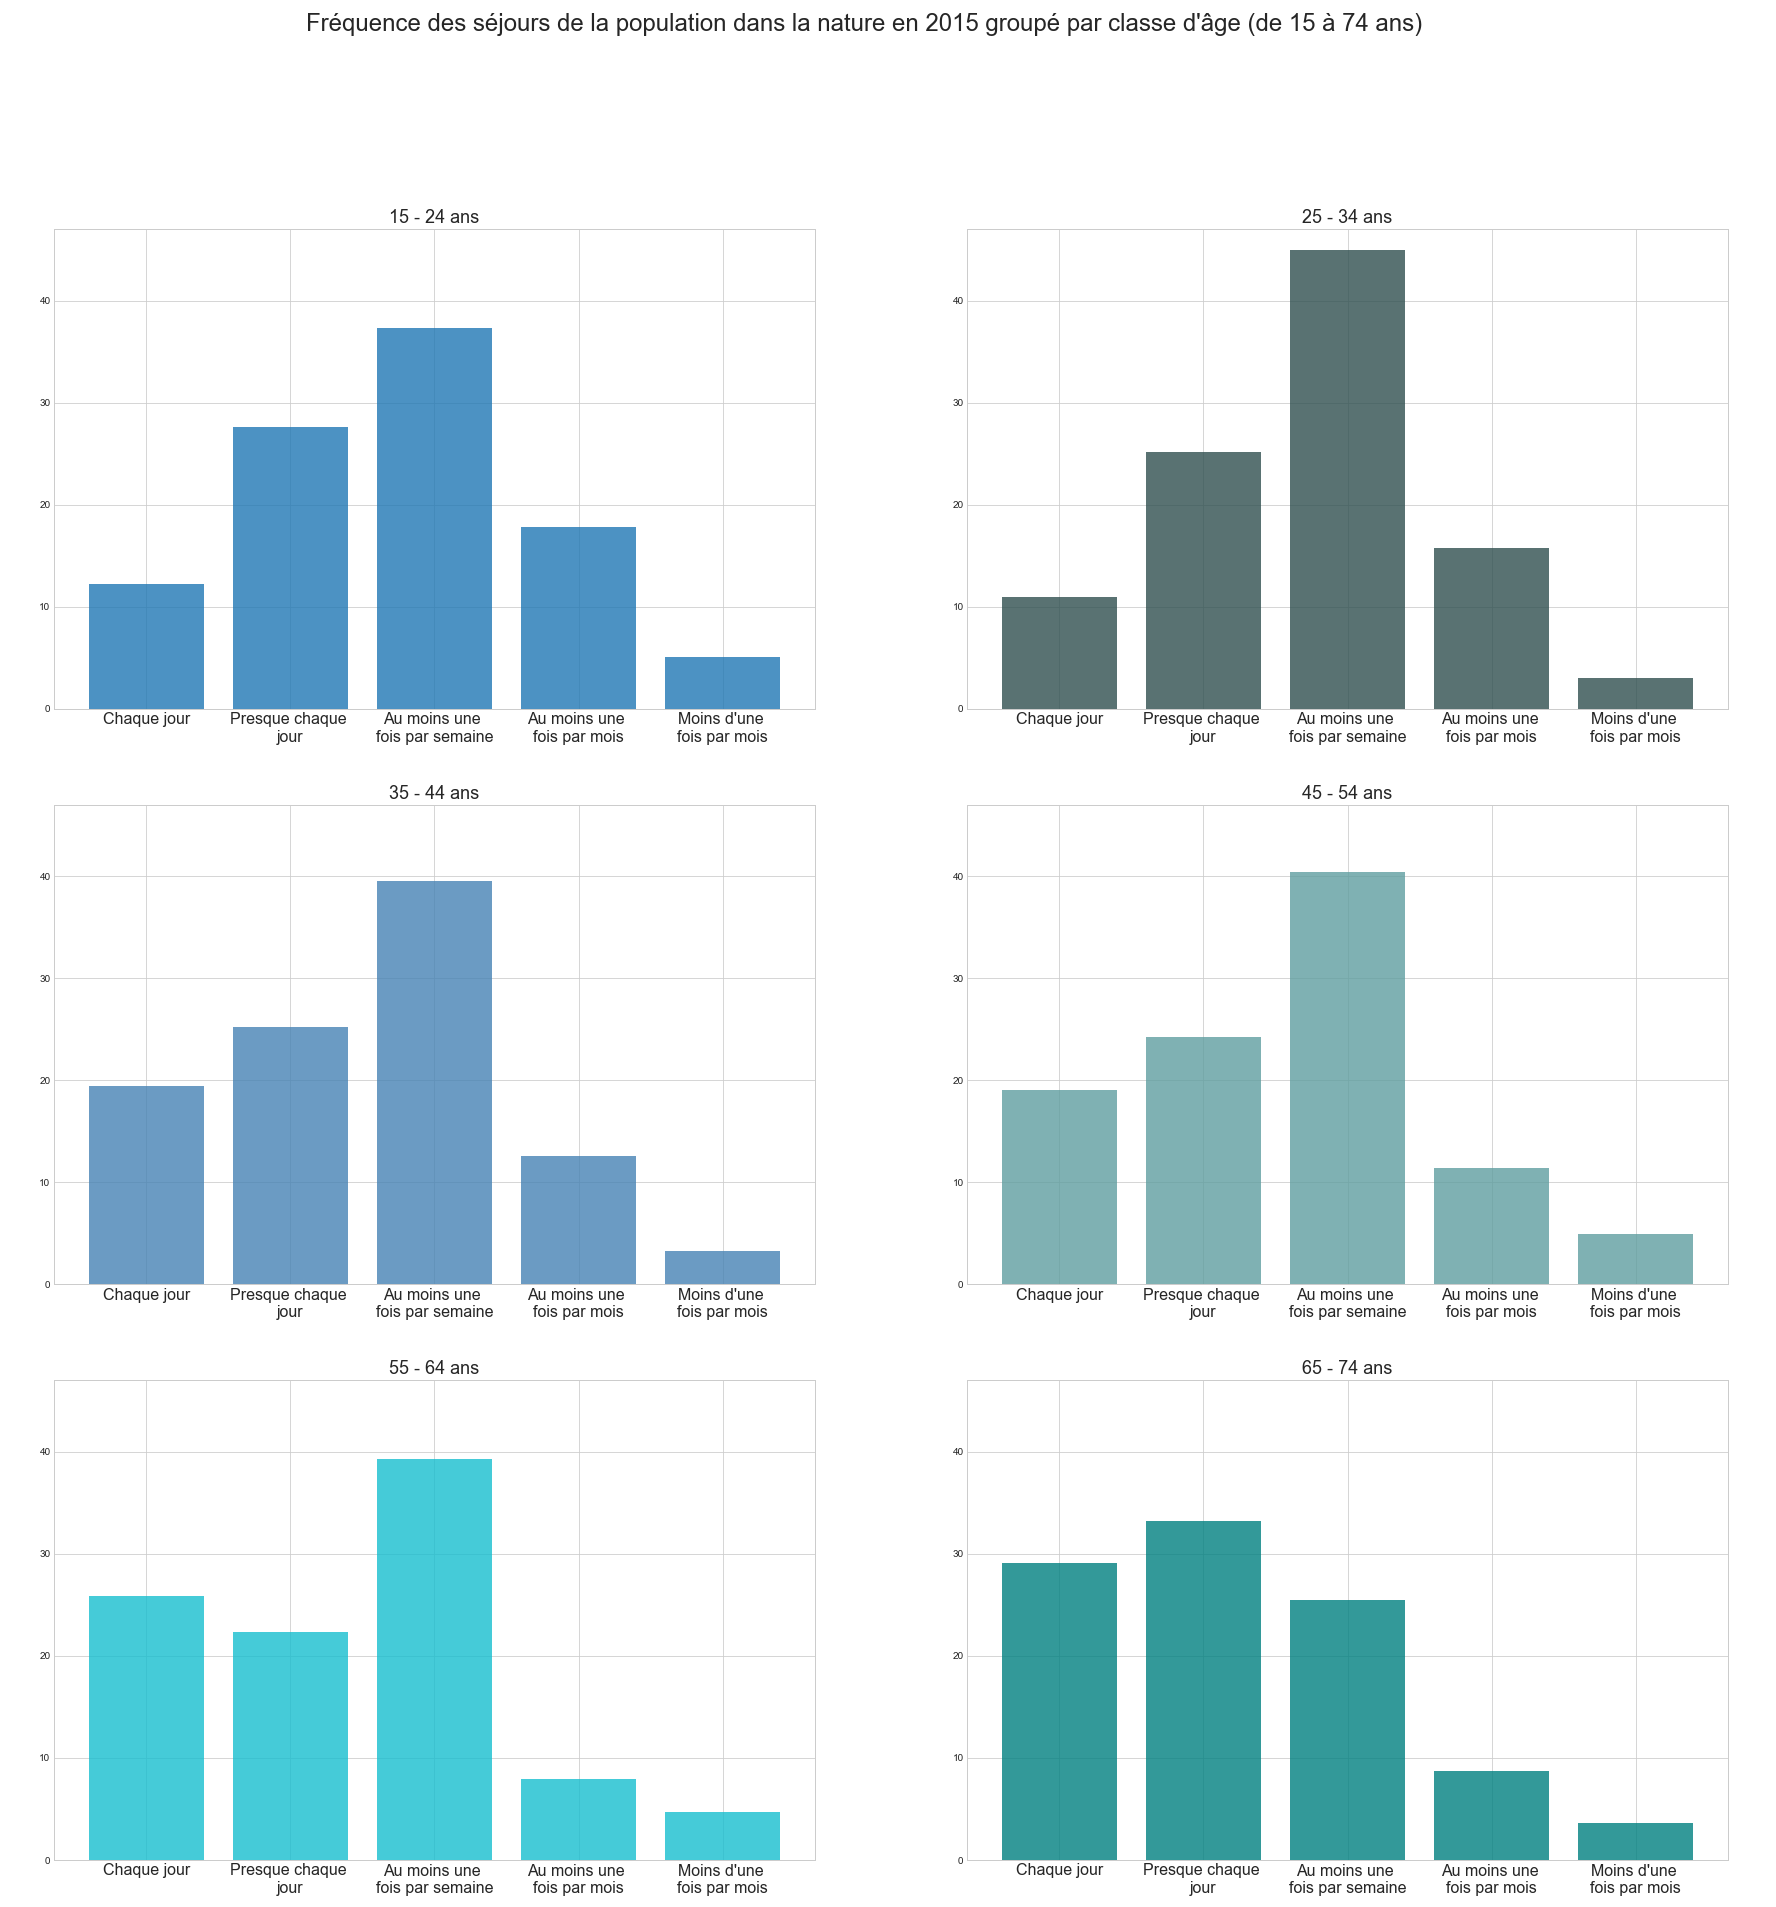 Fréquence des séjours de la population dans la nature en 2015 groupé par classe d'âge (de 15 à 74 ans)
15 - 24 ans
40
30
20
10
0
Chaque jour
Presque chaque
jour
Au moins une
fois par semaine
Au moins une
fois par mois
Moins d'une
fois par mois
25 - 34 ans
40
30
20
10
0
Chaque jour
Presque chaque
jour
Au moins une
fois par semaine
Au moins une
fois par mois
Moins d'une
fois par mois
35 - 44 ans
40
30
20
10
0
Chaque jour
Presque chaque
jour
Au moins une
fois par semaine
Au moins une
fois par mois
Moins d'une
fois par mois
45 - 54 ans
40
30
20
10
0
Chaque jour
Presque chaque
jour
Au moins une
fois par semaine
Au moins une
fois par mois
Moins d'une
fois par mois
55 - 64 ans
40
30
20
10
0
Chaque jour
Presque chaque
jour
Au moins une
fois par semaine
Au moins une
fois par mois
Moins d'une
fois par mois
65 - 74 ans
40
30
20
10
0
Chaque jour
Presque chaque
jour
Au moins une
fois par semaine
Au moins une
fois par mois
Moins d'une
fois par mois